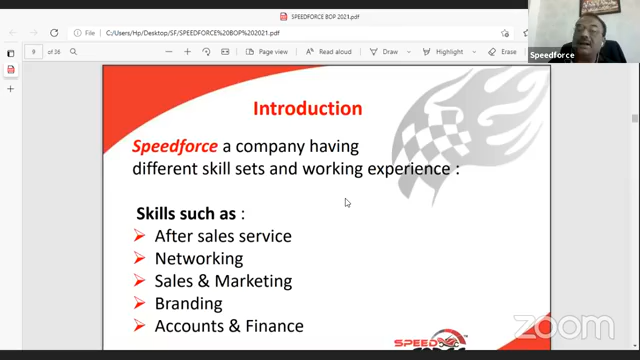 SPEEDFORCE BOP 2021.pdf
C:/Users/Hp/Desktop/SF/SPEEDFORCE%20BOP%202021.pdf
9 of 36
Page view
Read aloud
Draw
Highlight
Erase
Speedforce
Introduction
Speedforce a company having
different skill sets and working experience :
Skills such as :
After sales service
Networking
Sales & Marketing
Branding
Accounts & Finance
SPEED
zoom